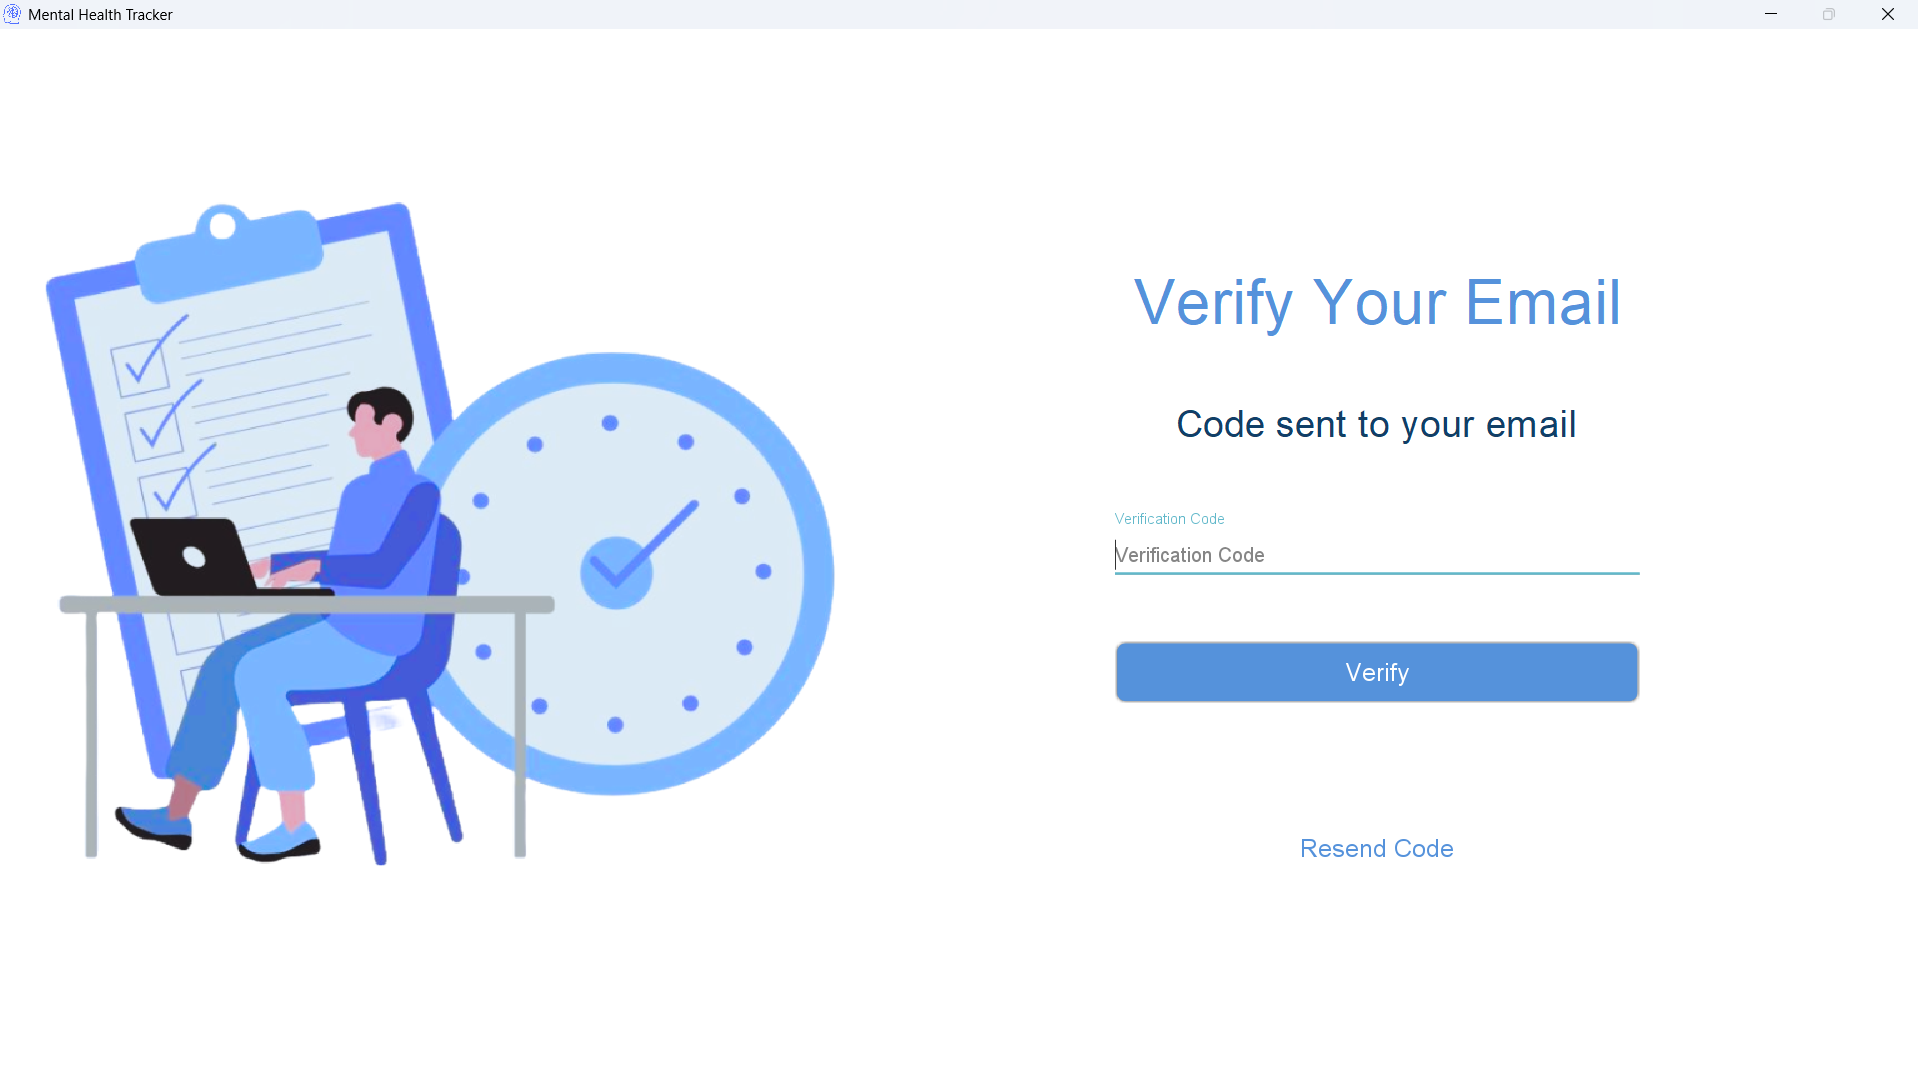 Mental Health Tracker
Verify Your Email
Code sent to your email
Verification Code
Verification Code
Verify
Resend Code